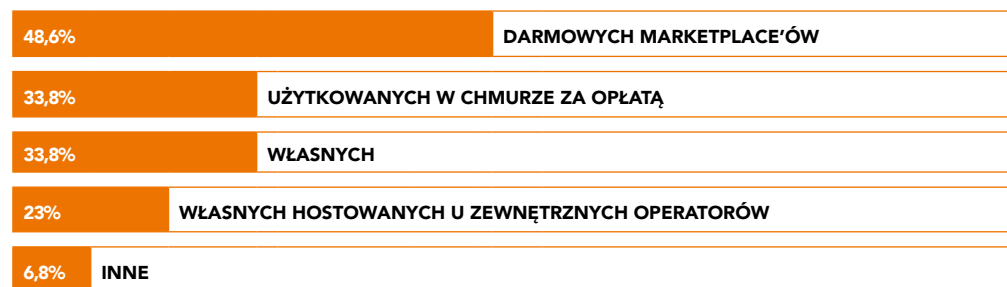 48,6% DARMOWYCH MARKETPLACE’ÓW
33,8% UŻYTKOWANYCH W CHMURZE ZA OPŁATĄ
33,8% WŁASNYCH
23% WŁASNYCH HOSTOWANYCH U ZEWNĘTRZNYCH OPERATORÓW
6,8% INNE